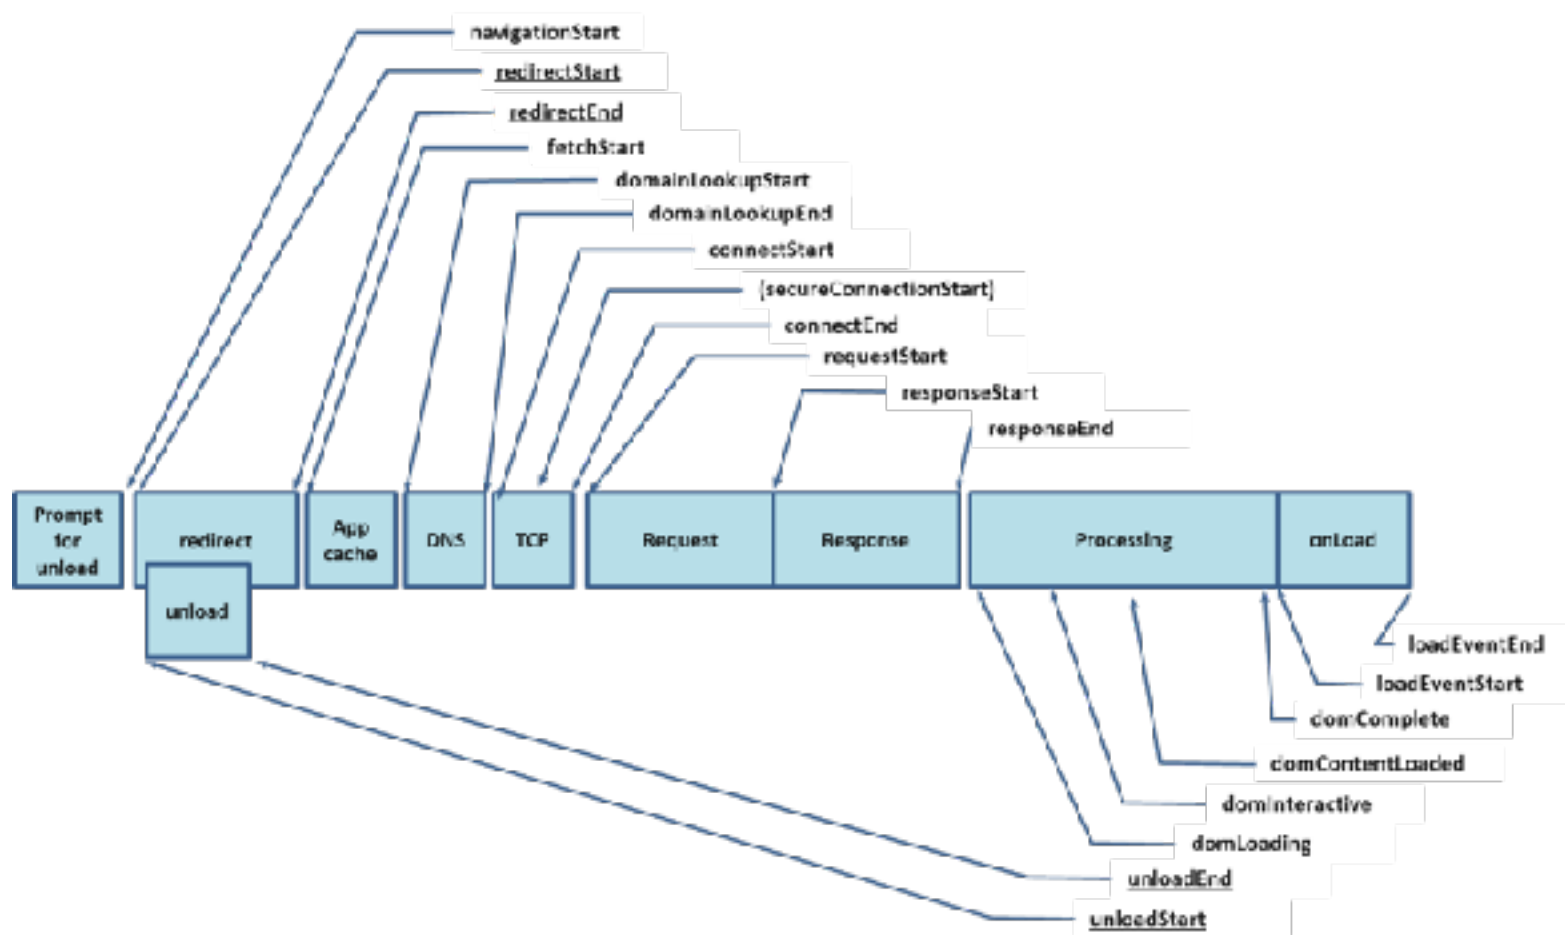 navigationStart
redirectStart
redirectEnd
fetchStart
domainLookupStart
domainLookupEnd
connectStart
(secureConnectionStart)
connectEnd
requestStart
responseStart
responseEnd
Prompt
for
unload
redirect
App
cache
DNS
TCP
Request
Response
Processing
onLoad
unload
loadEventEnd
loadEventStart
domComplete
domContentLoaded
domInteractive
domLoading
unloadEnd
unloadStart